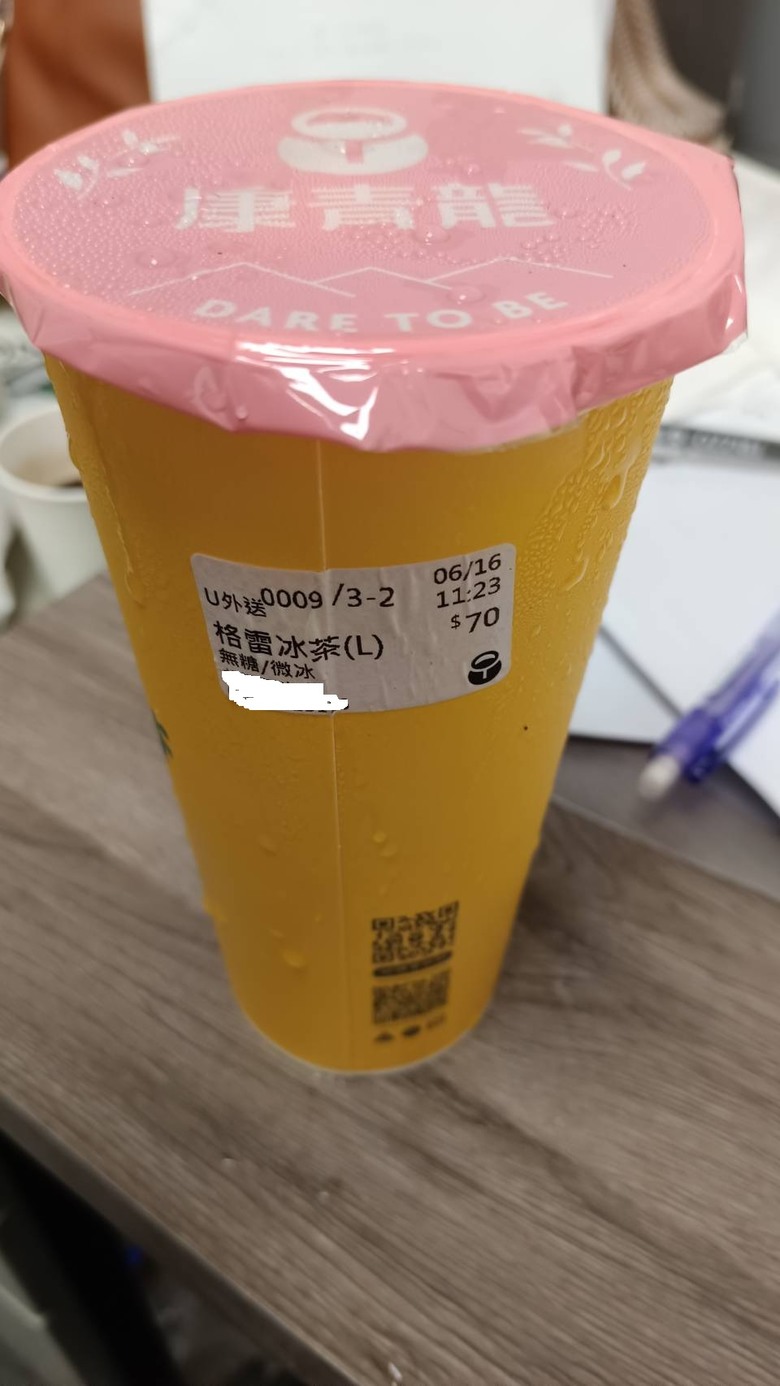 康青龍
DARE TO BE
U外送0009 /3-2
06/16
11:23
$70
格雷冰茶(L)
無糖/微冰